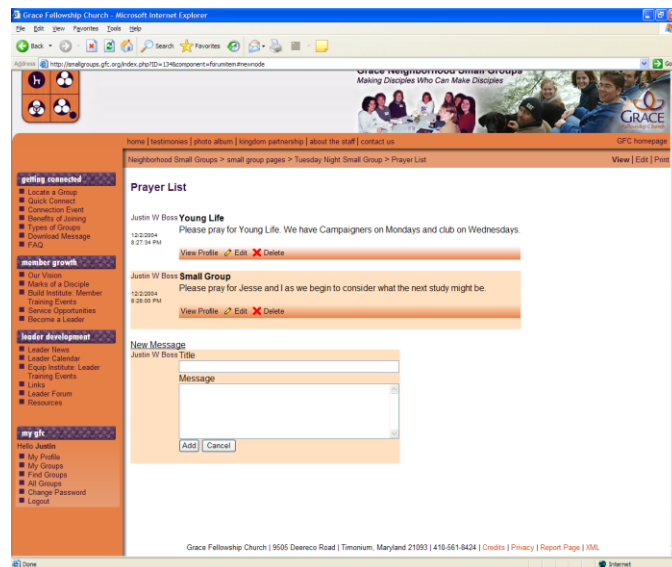 Grace Fellowship Church - Microsoft Internet Explorer
File Edit View Favorites Tools Help
Back Search Favorites
Address http://smallgroups.gfc.org/index.php?ID=134&component=forumitem#newnode Go
Grace Neighborhood Small Groups
Making Disciples Who Can Make Disciples
GRACE
home | testimonies | photo album | kingdom partnership | about the staff | contact us GFC homepage
Neighborhood Small Groups > small group pages > Tuesday Night Small Group > Prayer List View | Edit | Print
getting connected
Locate a Group
Quick Connect
Connection Event
Benefits of Joining
Types of Groups
Download Message
FAQ
member growth
Our Vision
Marks of a Disciple
Build Institute: Member
Training Events
Service Opportunities
Become a Leader
leader development
Leader News
Leader Calendar
Equip Institute: Leader
Training Events
Links
Leader Forum
Resources
my gfc
Hello Justin
My Profile
My Groups
Find Groups
All Groups
Change Password
Logout
Prayer List
Justin W Boss Young Life
Please pray for Young Life. We have Campaigners on Mondays and club on Wednesdays.
12/2/2004
8:27:34 PM
View Profile Edit Delete
Justin W Boss Small Group
Please pray for Jesse and I as we begin to consider what the next study might be.
12/2/2004
8:28:00 PM
View Profile Edit Delete
New Message
Justin W Boss Title
Message
Add Cancel
Grace Fellowship Church | 9505 Deereco Road | Timonium, Maryland 21093 | 410-561-8424 | Credits | Privacy | Report Page | XML
Done Internet